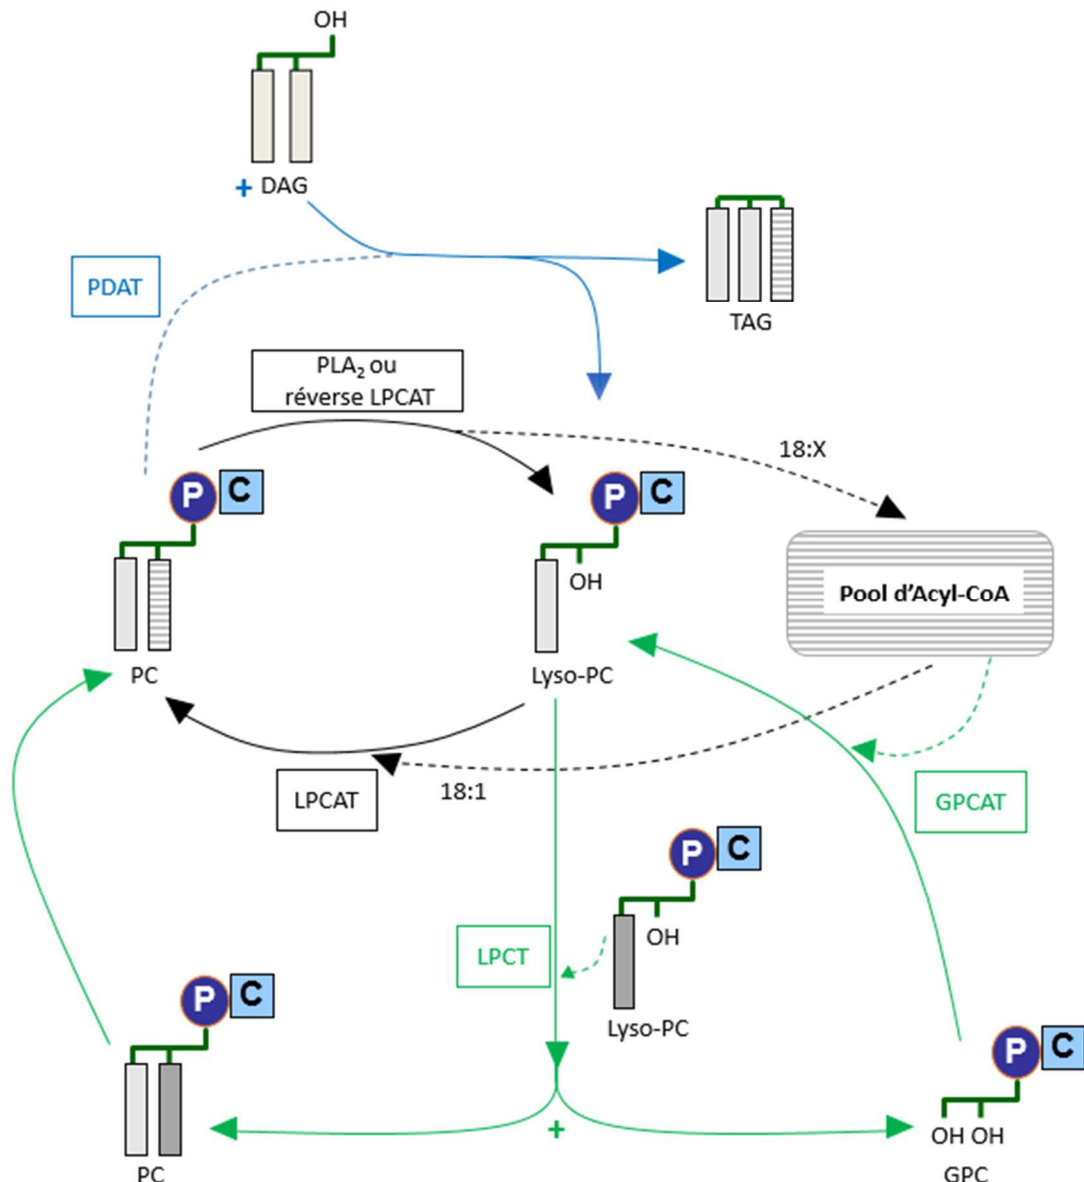 OH
+ DAG
TAG
PDAT
PLA₂ ou
réverse LPCAT
18:X
P C
P C
OH
Pool d'Acyl-CoA
PC
Lyso-PC
LPCAT
18:1
GPCAT
P C
OH
LPCT
Lyso-PC
P C
P C
+
OH OH
PC
GPC